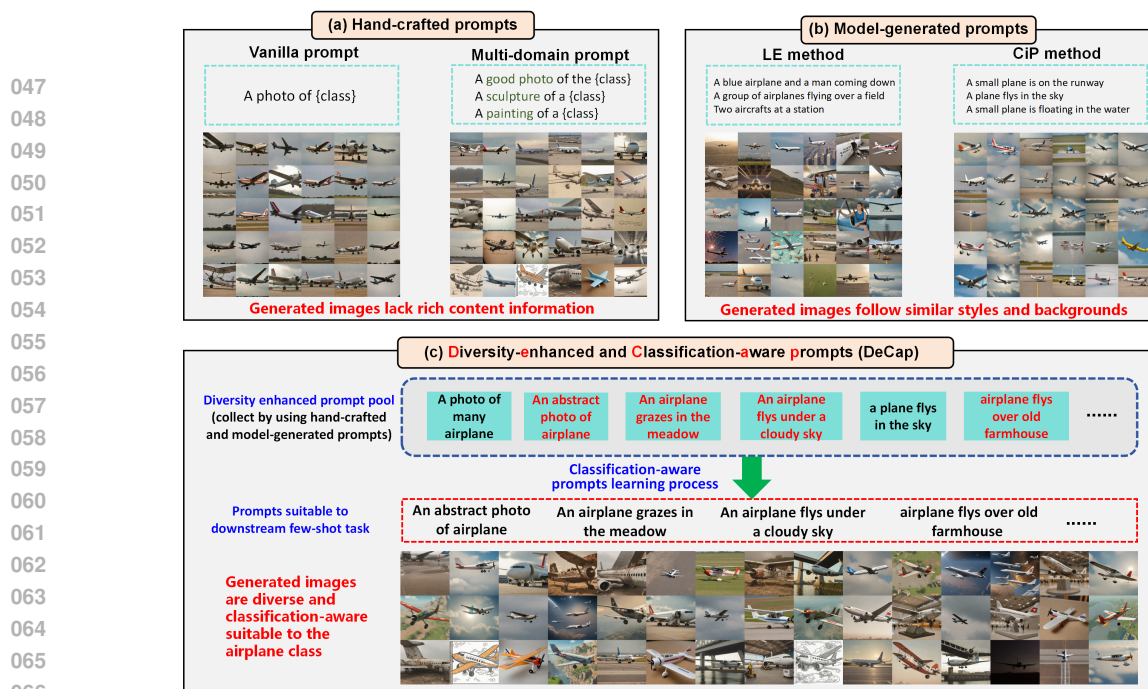 (a) Hand-crafted prompts
Vanilla prompt
A photo of {class}
Multi-domain prompt
A good photo of the {class}
A sculpture of a {class}
A painting of a {class}
Generated images lack rich content information
(b) Model-generated prompts
LE method
A blue airplane and a man coming down
A group of airplanes flying over a field
Two aircrafts at a station
CiP method
A small plane is on the runway
A plane flys in the sky
A small plane is floating in the water
Generated images follow similar styles and backgrounds
(c) Diversity-enhanced and Classification-aware prompts (DeCap)
Diversity enhanced prompt pool
(collect by using hand-crafted
and model-generated prompts)
A photo of
many
airplane
An abstract
photo of
airplane
An airplane
grazes in the
meadow
An airplane
flys under a
cloudy sky
a plane flys
in the sky
airplane flys
over old
farmhouse
......
Classification-aware
prompts learning process
Prompts suitable to
downstream few-shot task
An abstract photo
of airplane
An airplane grazes in
the meadow
An airplane flys under
a cloudy sky
airplane flys over old
farmhouse
......
Generated images
are diverse and
classification-aware
suitable to the
airplane class
047
048
049
050
051
052
053
054
055
056
057
058
059
060
061
062
063
064
065